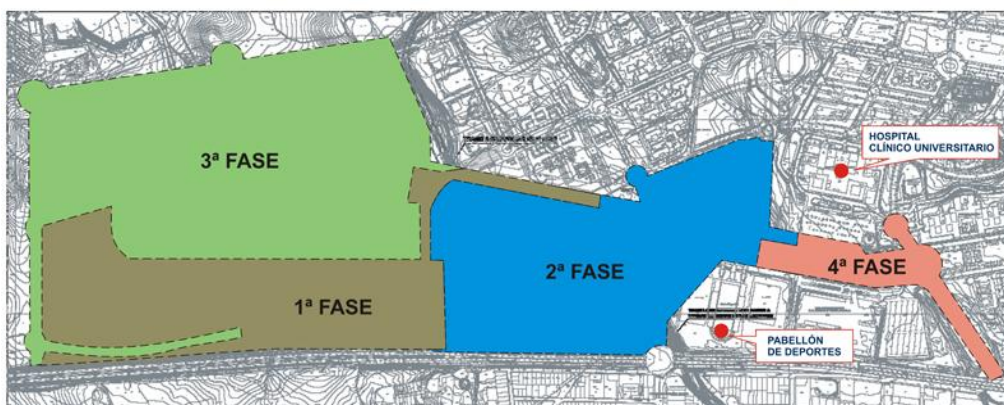 3ª FASE
HOSPITAL
CLÍNICO UNIVERSITARIO
2ª FASE
4ª FASE
1ª FASE
PABELLÓN
DE DEPORTES